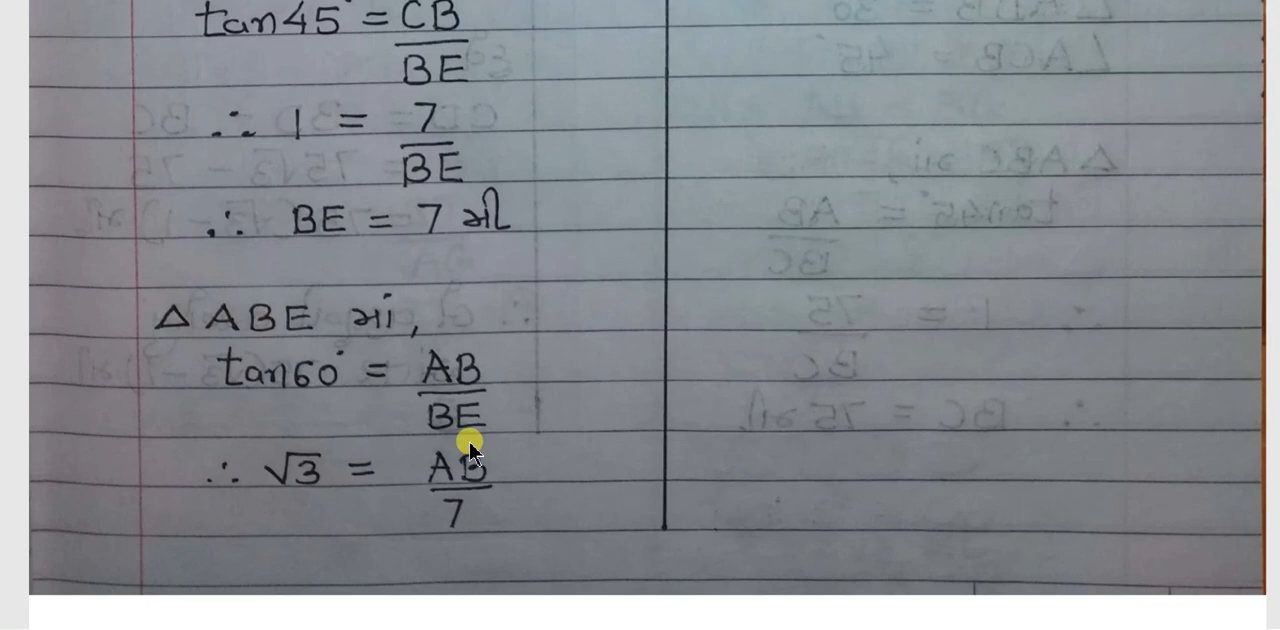 tan45° = CB
BE
∴ 1 = 7
BE
∴ BE = 7 મી
△ ABE માં,
tan60° = AB
BE
∴ √3 = AB
7